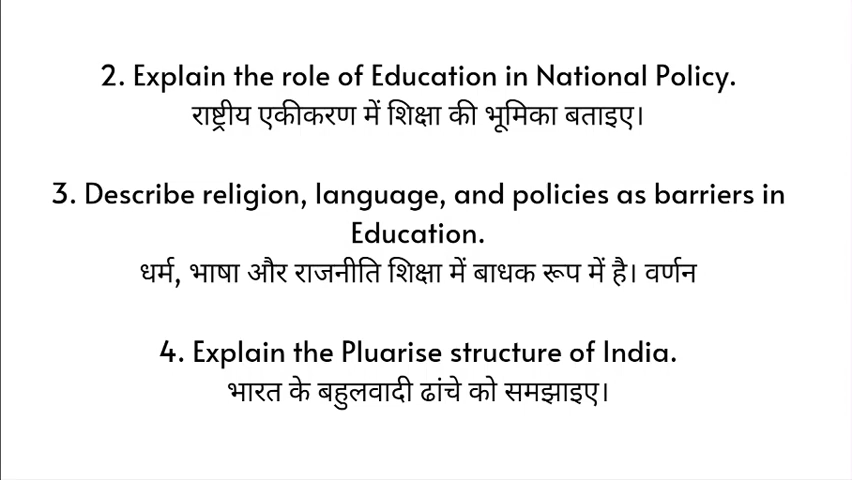 2. Explain the role of Education in National Policy.
राष्ट्रीय एकीकरण में शिक्षा की भूमिका बताइए।
3. Describe religion, language, and policies as barriers in
Education.
धर्म, भाषा और राजनीति शिक्षा में बाधक रूप में है। वर्णन
4. Explain the Pluarise structure of India.
भारत के बहुलवादी ढांचे को समझाइए।